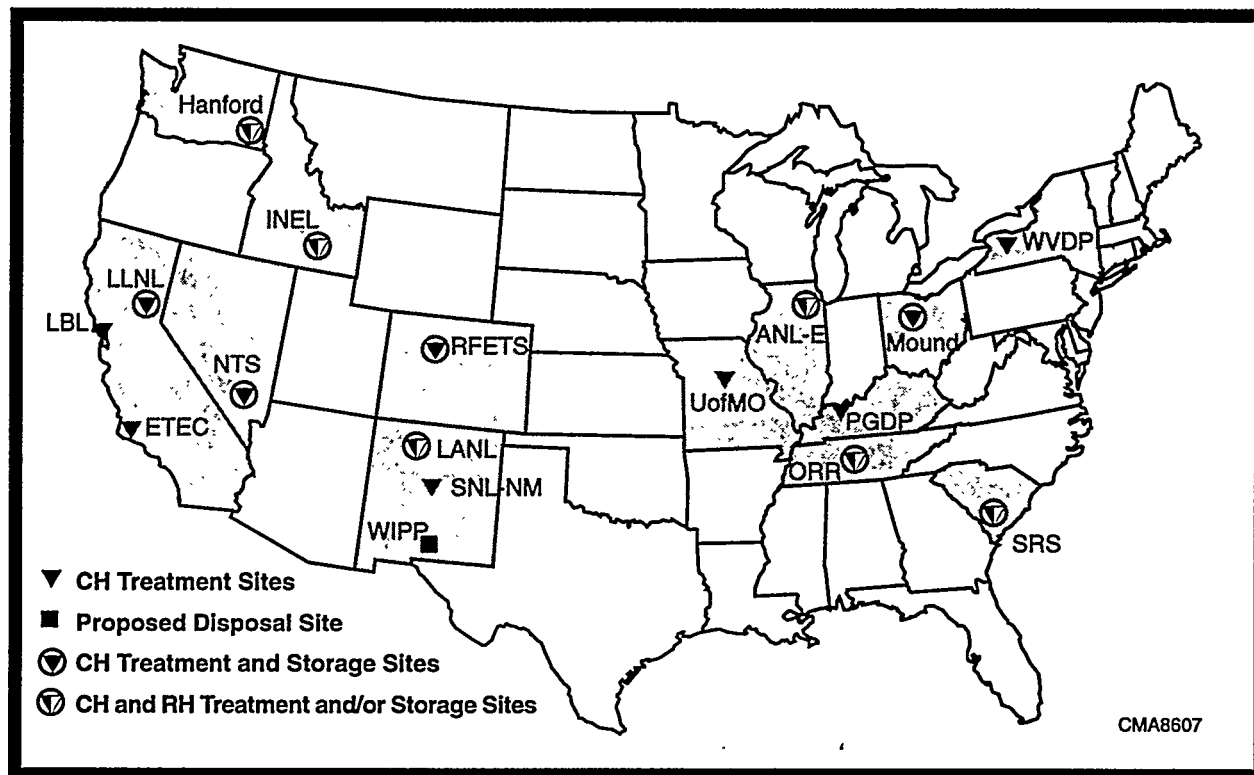 Hanford
INEL
WVDP
LLNL
LBL
RFETS
ANL-E
Mound
NTS
UofMO
PGDP
ETEC
LANL
ORR
SNL-NM
WIPP
SRS
CH Treatment Sites
Proposed Disposal Site
CH Treatment and Storage Sites
CH and RH Treatment and/or Storage Sites
CMA8607